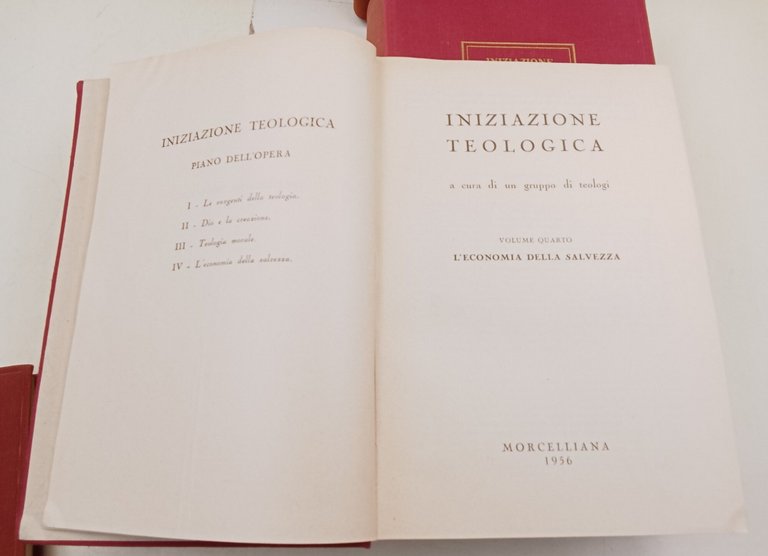 INIZIAZIONE TEOLOGICA
PIANO DELL'OPERA
I - Le sorgenti della teologia.
II - Dio e la creazione.
III - Teologia morale.
IV - L'economia della salvezza.
INIZIAZIONE
INIZIAZIONE
TEOLOGICA
a cura di un gruppo di teologi
VOLUME QUARTO
L'ECONOMIA DELLA SALVEZZA
MORCELLIANA
1956